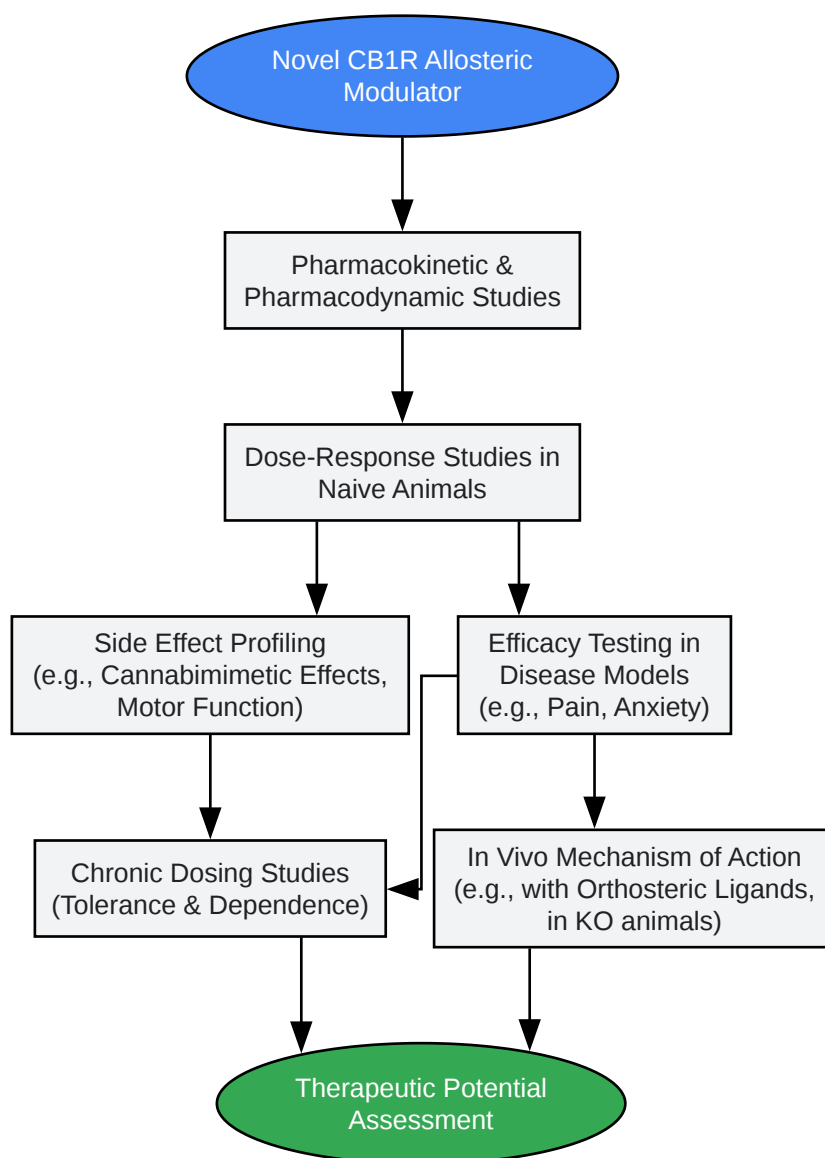 Novel CB1R Allosteric
Modulator
Pharmacokinetic &
Pharmacodynamic Studies
Dose-Response Studies in
Naive Animals
Side Effect Profiling
(e.g., Cannabimimetic Effects,
Motor Function)
Efficacy Testing in
Disease Models
(e.g., Pain, Anxiety)
Chronic Dosing Studies
(Tolerance & Dependence)
In Vivo Mechanism of Action
(e.g., with Orthosteric Ligands,
in KO animals)
Therapeutic Potential
Assessment